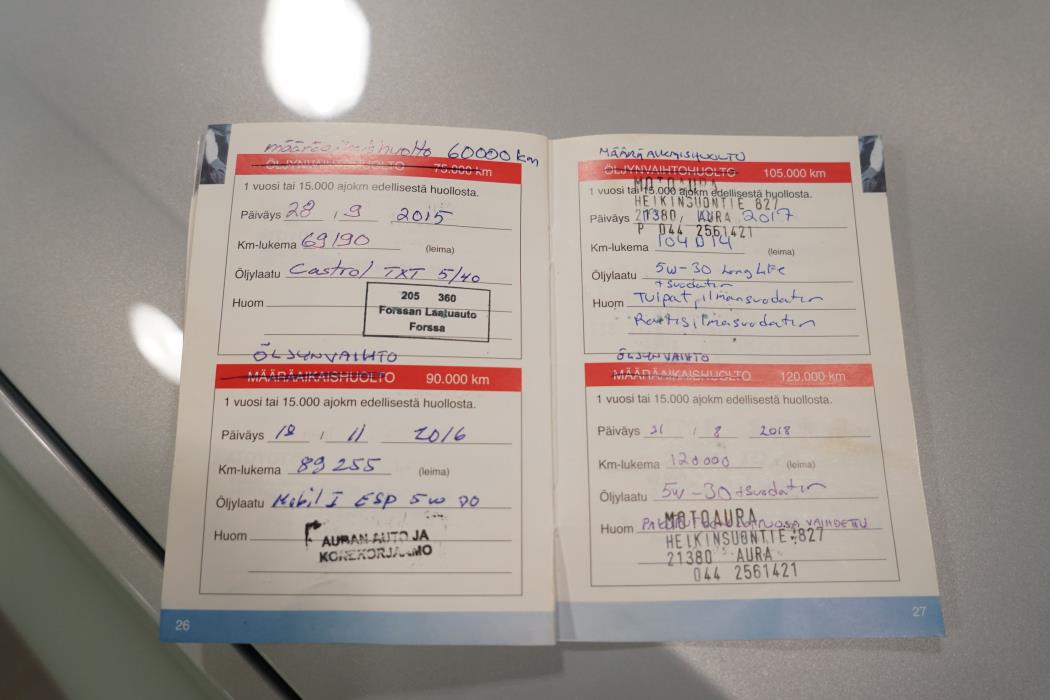 määräaikaishuolto 60000 km
ÖLJYNVAIHTOHUOLTO 75.000 km
1 vuosi tai 15.000 ajokm edellisestä huollosta.
Päiväys 28 / 9 2015
Km-lukema 69190 (leima)
Öljylaatu Castrol TXT 5/40
Huom
205 360
Forssan Laatuauto
Forssa
ÖLJYNVAIHTO
MÄÄRÄAIKAISHUOLTO 90.000 km
1 vuosi tai 15.000 ajokm edellisestä huollosta.
Päiväys 18 / 11 2016
Km-lukema 89255 (leima)
Öljylaatu Mobil 1 ESP 5W
Huom
AURAN AUTO JA
KONEKORJAAMO
26
MÄÄRÄAIKAISHUOLTO
ÖLJYNVAIHTOHUOLTO 105.000 km
1 vuosi tai 15.000 ajokm edellisestä huollosta.
MOTOAURA
HEIKINSUONTIE 827
Päiväys 2017
21380 AURA
P 044 2561421
Km-lukema 104014 (leima)
Öljylaatu 5W-30 Long Life
+ suodatin
Huom Tulpat, ilmansuodatin
Raitisilmasuodatin
ÖLJYNVAIHTO
MÄÄRÄAIKAISHUOLTO 120.000 km
1 vuosi tai 15.000 ajokm edellisestä huollosta.
Päiväys 21 / 8 2018
Km-lukema 120000 (leima)
Öljylaatu 5W-30 + suodatin
Huom VAIHDETTU
MOTOAURA
HEIKINSUONTIE 827
21380 AURA
044 2561421
27